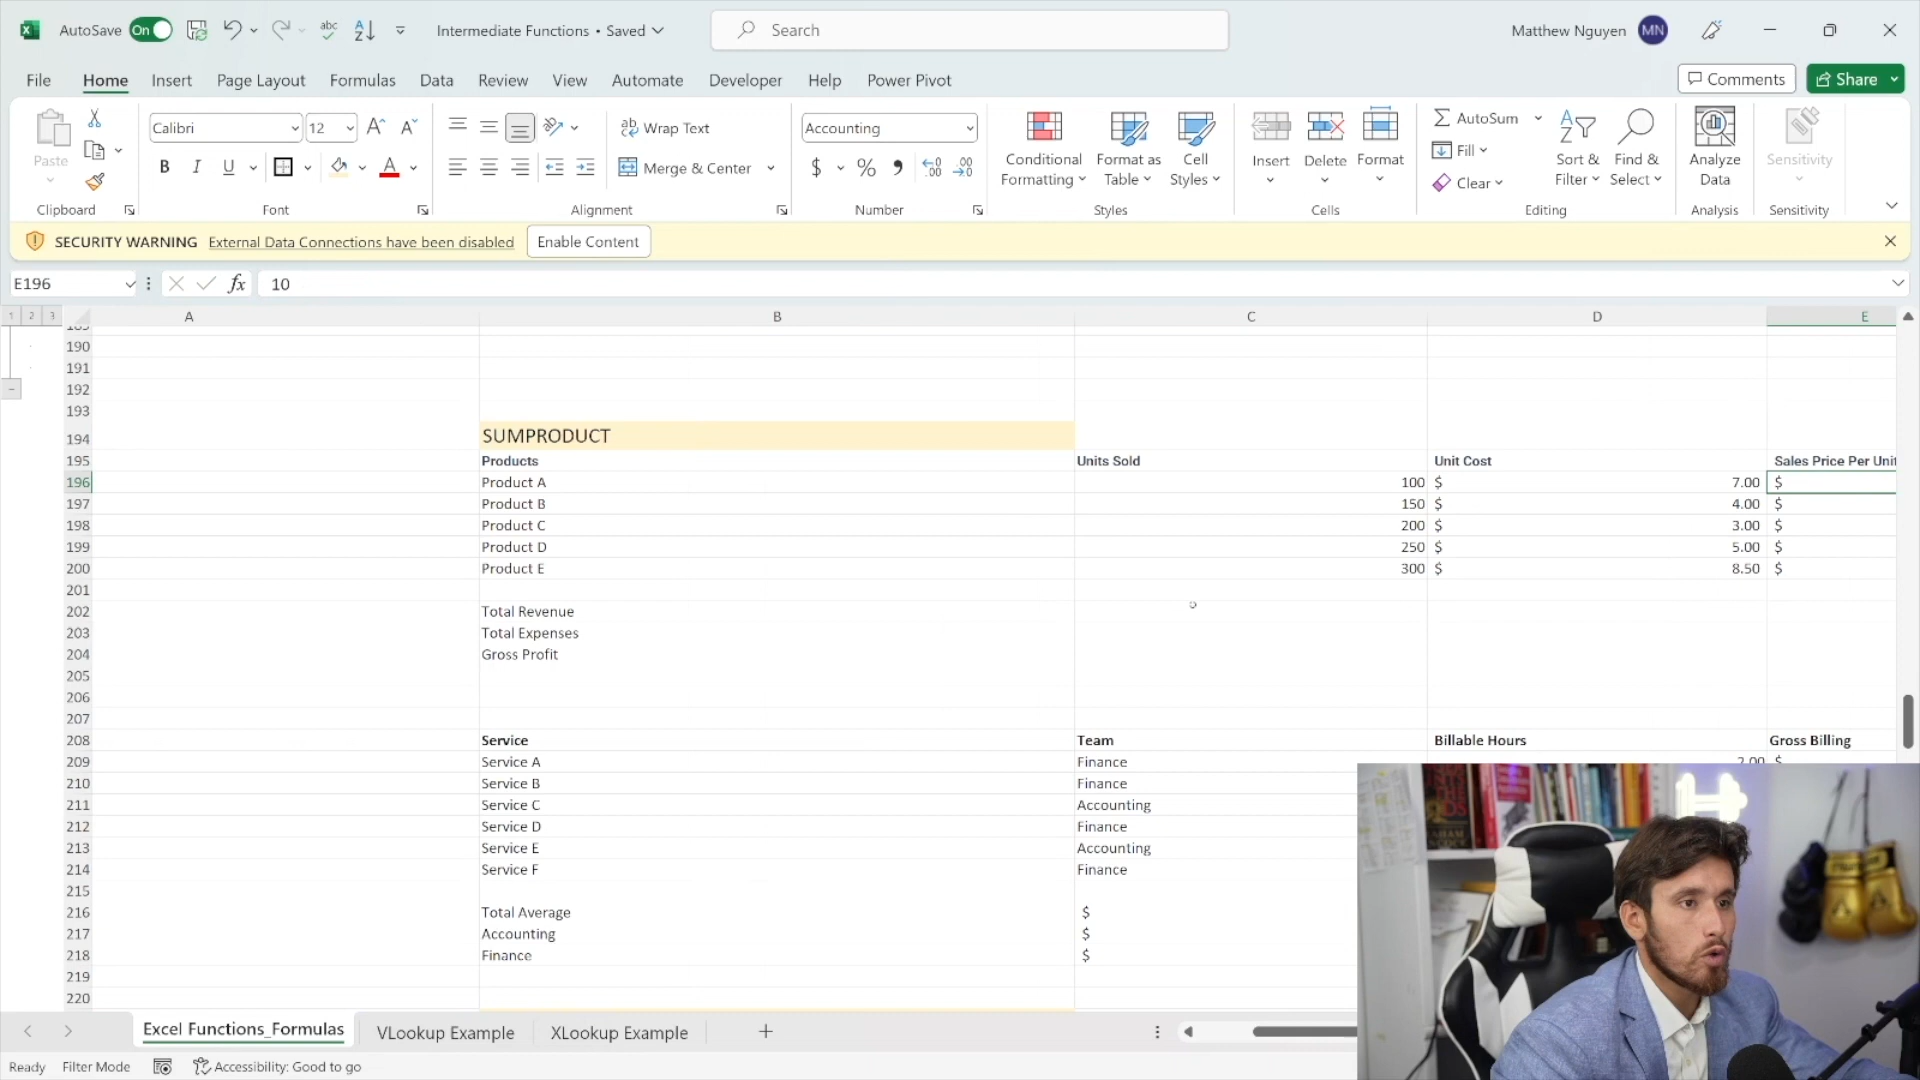 AutoSave On
Intermediate Functions • Saved
Search
Matthew Nguyen MN
File Home Insert Page Layout Formulas Data Review View Automate Developer Help Power Pivot
Comments Share
Paste
Clipboard
Calibri 12
B I U
Font
Wrap Text
Merge & Center
Alignment
Accounting
$ %
Number
Conditional Formatting
Format as Table
Cell Styles
Styles
Insert Delete Format
Cells
AutoSum
Fill
Clear
Sort & Filter
Find & Select
Editing
Analyze Data
Analysis
Sensitivity
Sensitivity
SECURITY WARNING External Data Connections have been disabled Enable Content
E196 fx 10
1 2 3 A B C D E
190
191
192
193
194 SUMPRODUCT
195 Products Units Sold Unit Cost Sales Price Per Unit
196 Product A 100 $ 7.00 $
197 Product B 150 $ 4.00 $
198 Product C 200 $ 3.00 $
199 Product D 250 $ 5.00 $
200 Product E 300 $ 8.50 $
201
202 Total Revenue
203 Total Expenses
204 Gross Profit
205
206
207
208 Service Team Billable Hours Gross Billing
209 Service A Finance 2.00 $
210 Service B Finance
211 Service C Accounting
212 Service D Finance
213 Service E Accounting
214 Service F Finance
215
216 Total Average $
217 Accounting $
218 Finance $
219
220
Excel Functions_Formulas VLookup Example XLookup Example
Ready Filter Mode Accessibility: Good to go